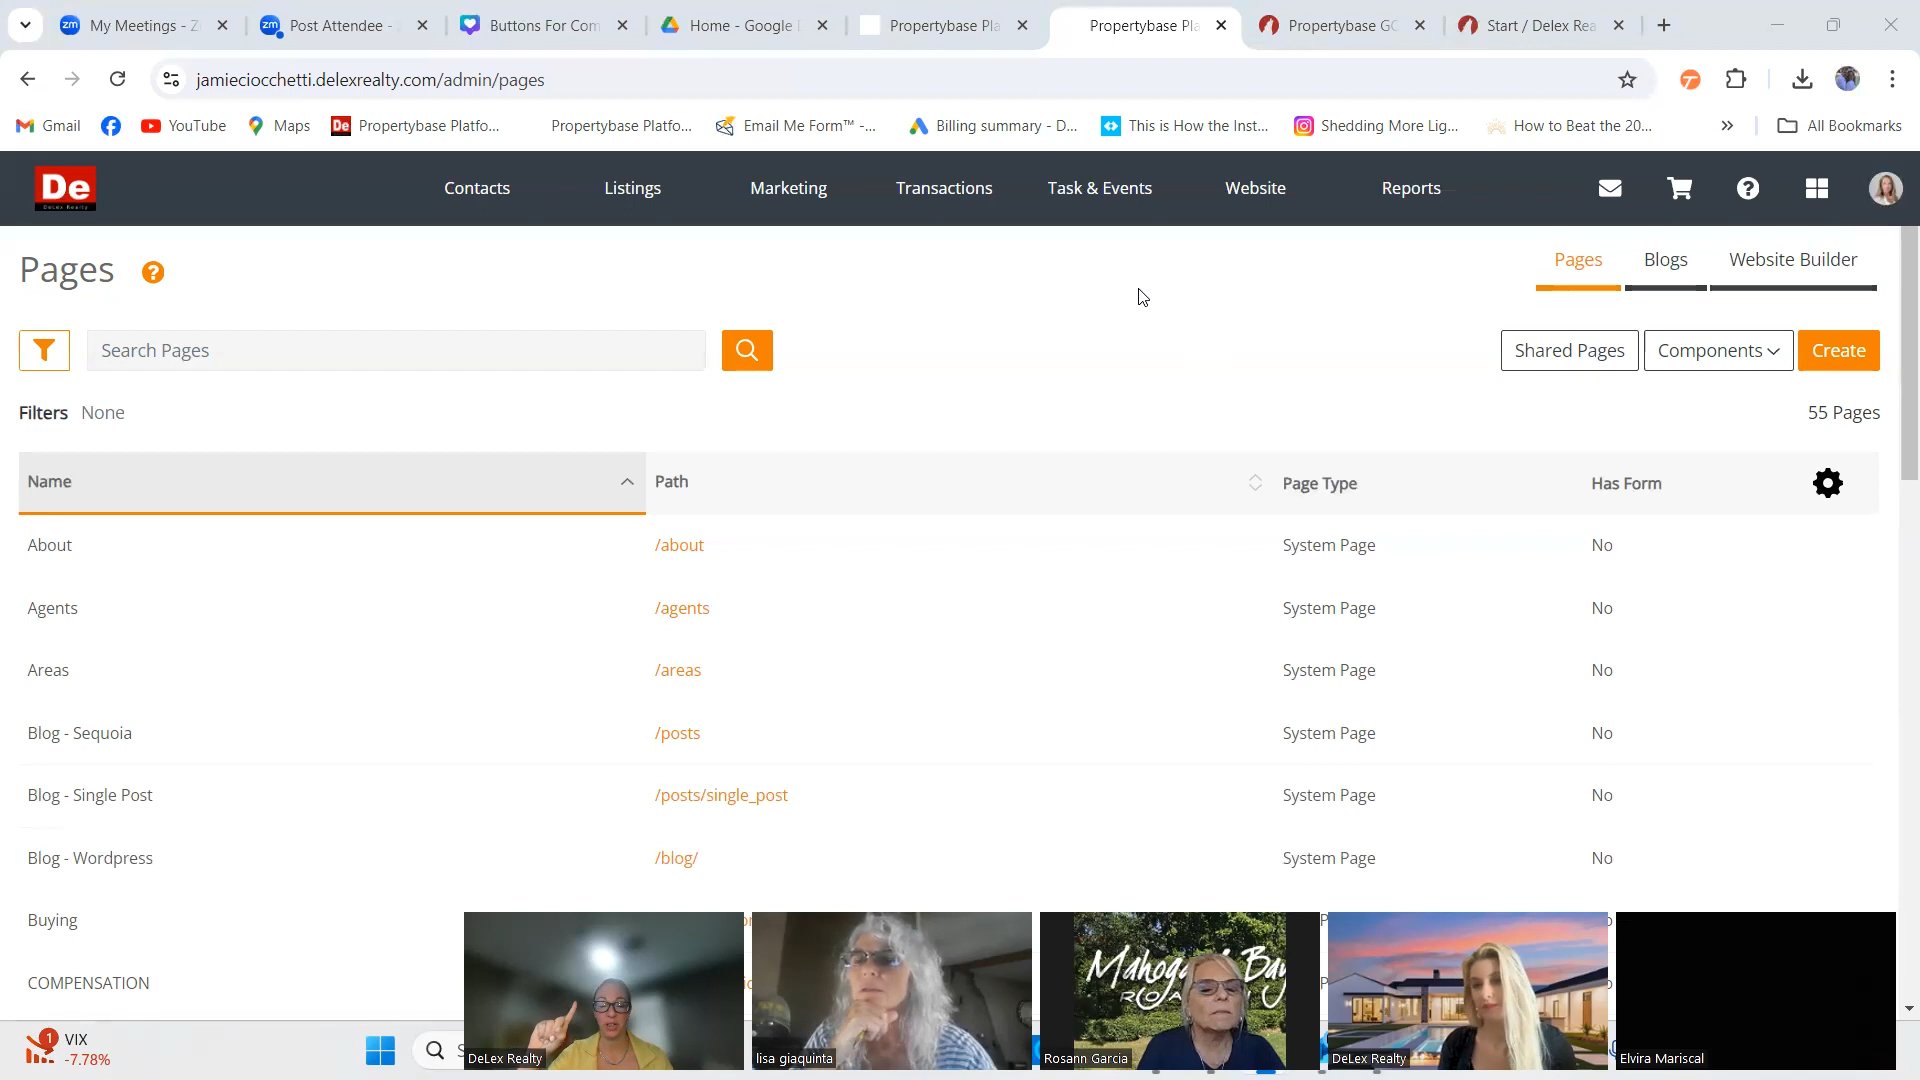 My Meetings - Z
Post Attendee -
Buttons For Com
Home - Google
Propertybase Pla
Propertybase Pla
Propertybase GO
Start / Delex Rea
jamieciocchetti.delexrealty.com/admin/pages
Gmail
YouTube
Maps
Propertybase Platfo...
Propertybase Platfo...
Email Me Form™ -...
Billing summary - D...
This is How the Inst...
Shedding More Lig...
How to Beat the 20...
All Bookmarks
De
DeLex Realty
Contacts
Listings
Marketing
Transactions
Task & Events
Website
Reports
Pages
Pages
Blogs
Website Builder
Search Pages
Shared Pages
Components
Create
Filters None
55 Pages
Name
Path
Page Type
Has Form
About
/about
System Page
No
Agents
/agents
System Page
No
Areas
/areas
System Page
No
Blog - Sequoia
/posts
System Page
No
Blog - Single Post
/posts/single_post
System Page
No
Blog - Wordpress
/blog/
System Page
No
Buying
COMPENSATION
1
VIX
-7.78%
DeLex Realty
lisa giaquinta
Mahogany Bay
Rosann Garcia
DeLex Realty
Elvira Mariscal